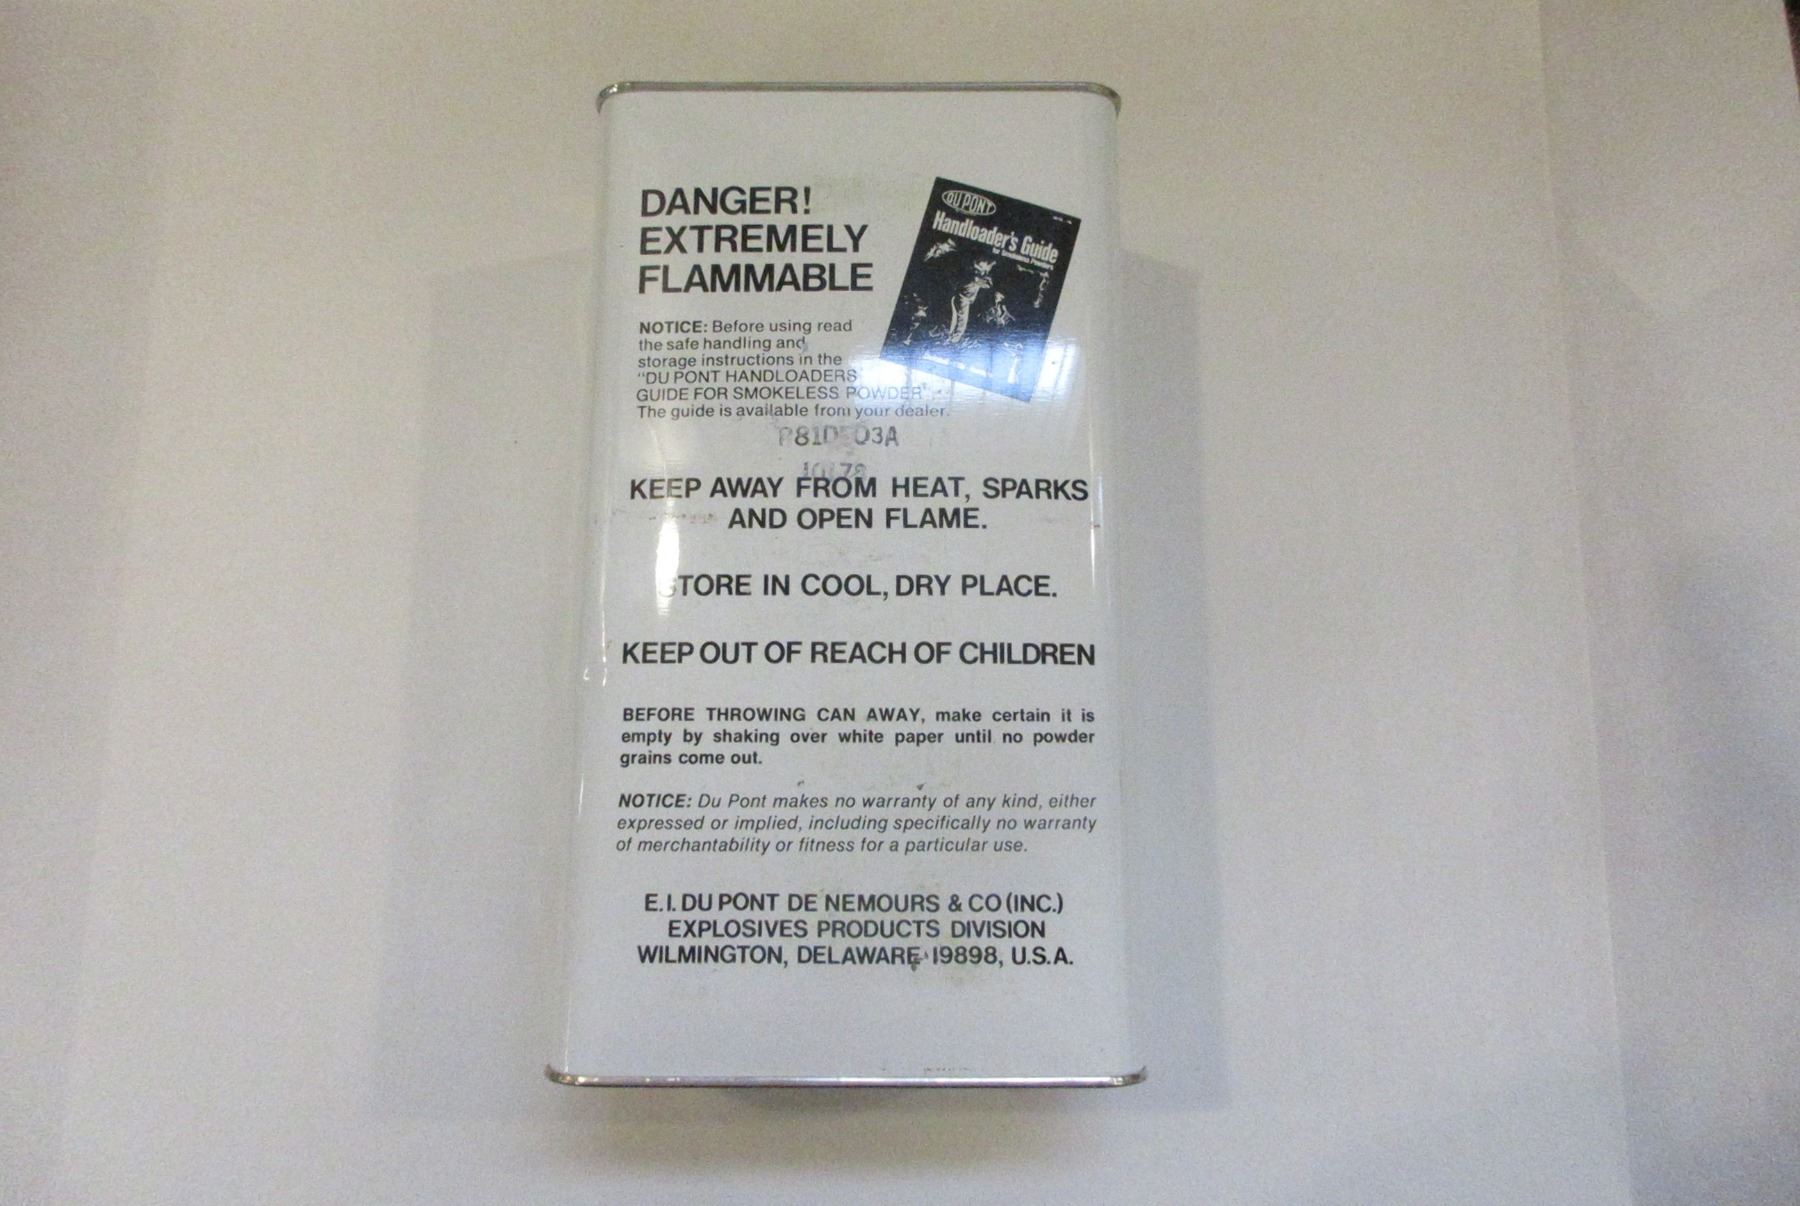 DANGER!
EXTREMELY
FLAMMABLE
DU PONT
Handloader's Guide
for Smokeless Powders
NOTICE: Before using read
the safe handling and
storage instructions in the
"DU PONT HANDLOADERS
GUIDE FOR SMOKELESS POWDER".
The guide is available from your dealer.
KEEP AWAY FROM HEAT, SPARKS
AND OPEN FLAME.
STORE IN COOL, DRY PLACE.
KEEP OUT OF REACH OF CHILDREN
BEFORE THROWING CAN AWAY, make certain it is
empty by shaking over white paper until no powder
grains come out.
NOTICE: Du Pont makes no warranty of any kind, either
expressed or implied, including specifically no warranty
of merchantability or fitness for a particular use.
E. I. DU PONT DE NEMOURS & CO (INC.)
EXPLOSIVES PRODUCTS DIVISION
WILMINGTON, DELAWARE 19898, U.S.A.